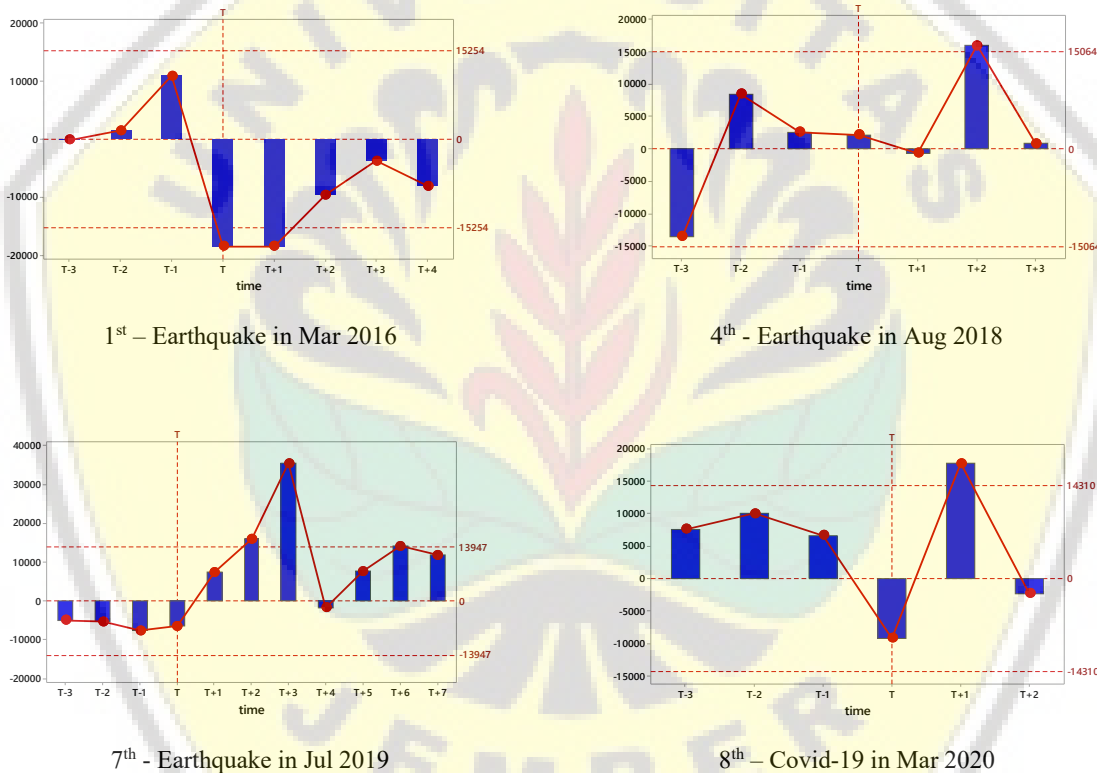 T
20000
15254
10000
0
0
-10000
-15254
-20000
T-3 T-2 T-1 T T+1 T+2 T+3 T+4
time
1st – Earthquake in Mar 2016
T
20000
15000
15064
10000
5000
0
0
-5000
-10000
-15000
-15064
T-3 T-2 T-1 T T+1 T+2 T+3
time
4th - Earthquake in Aug 2018
T
40000
30000
20000
13947
10000
0
0
-10000
-13947
-20000
T-3 T-2 T-1 T T+1 T+2 T+3 T+4 T+5 T+6 T+7
time
7th - Earthquake in Jul 2019
T
20000
15000
14310
10000
5000
0
0
-5000
-10000
-14310
-15000
T-3 T-2 T-1 T T+1 T+2
time
8th – Covid-19 in Mar 2020